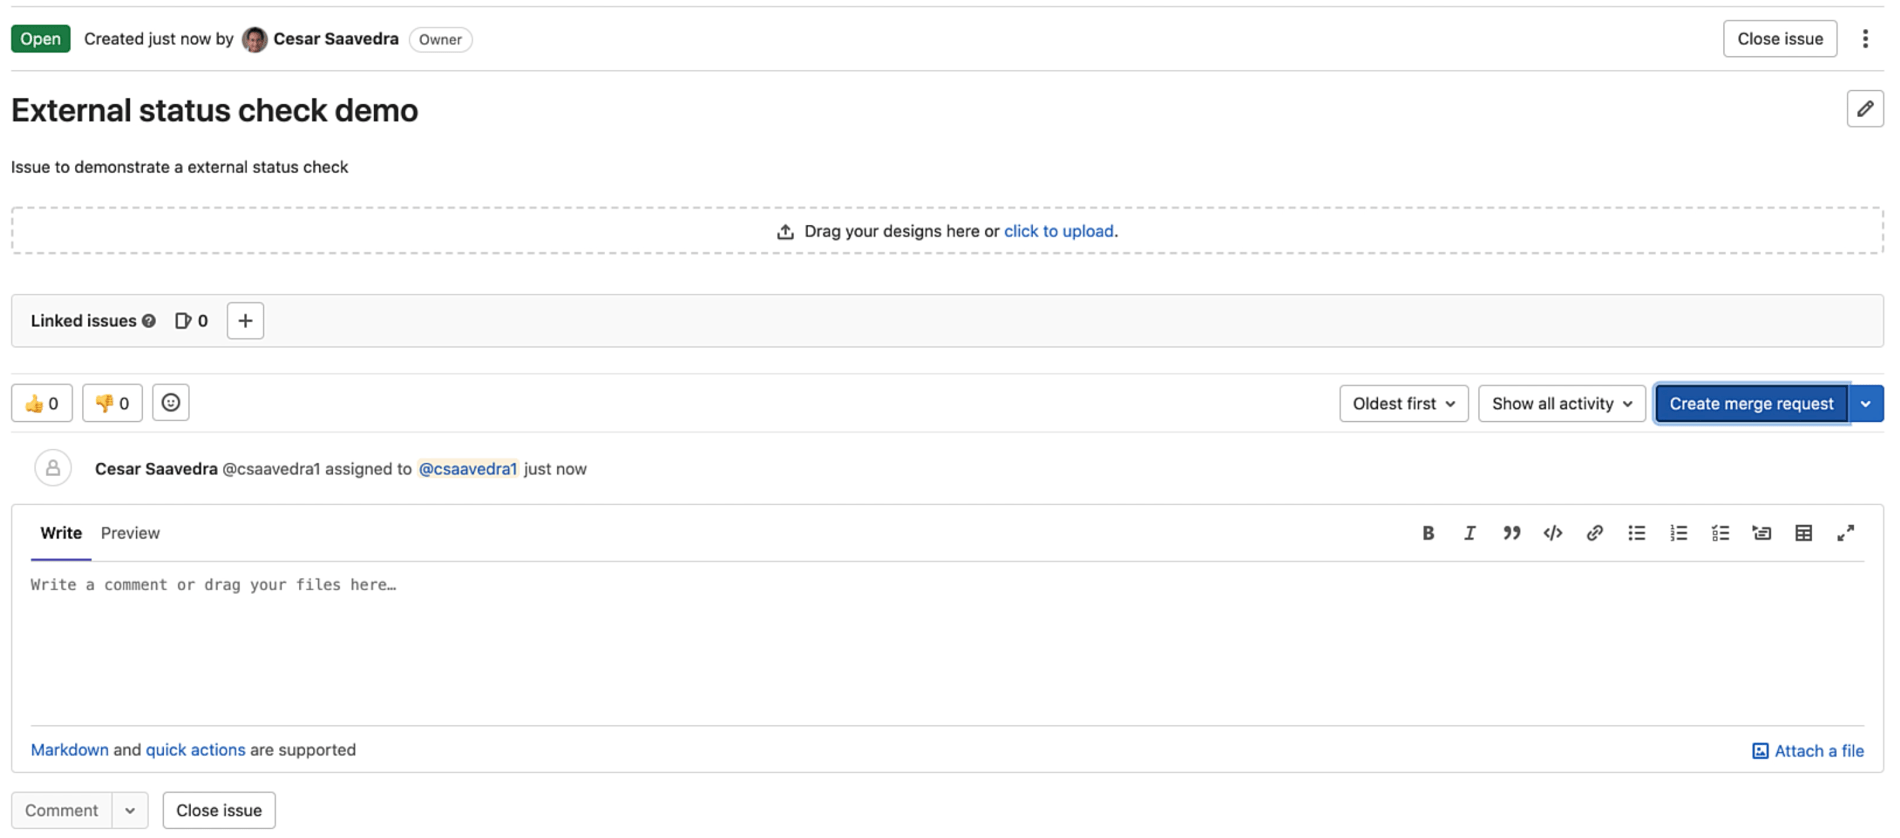 Open Created just now by Cesar Saavedra Owner Close issue
External status check demo
Issue to demonstrate a external status check
Drag your designs here or click to upload.
Linked issues 0
0 0 Oldest first Show all activity Create merge request
Cesar Saavedra @csaavedra1 assigned to @csaavedra1 just now
Write Preview
Write a comment or drag your files here…
Markdown and quick actions are supported Attach a file
Comment Close issue